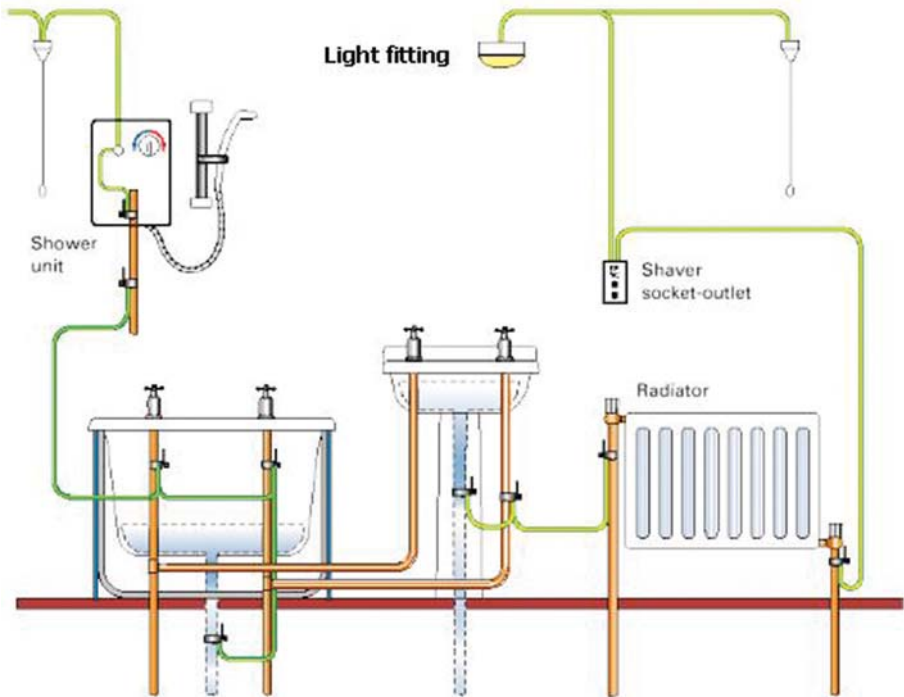 Light fitting
Shower
unit
Shaver
socket-outlet
Radiator